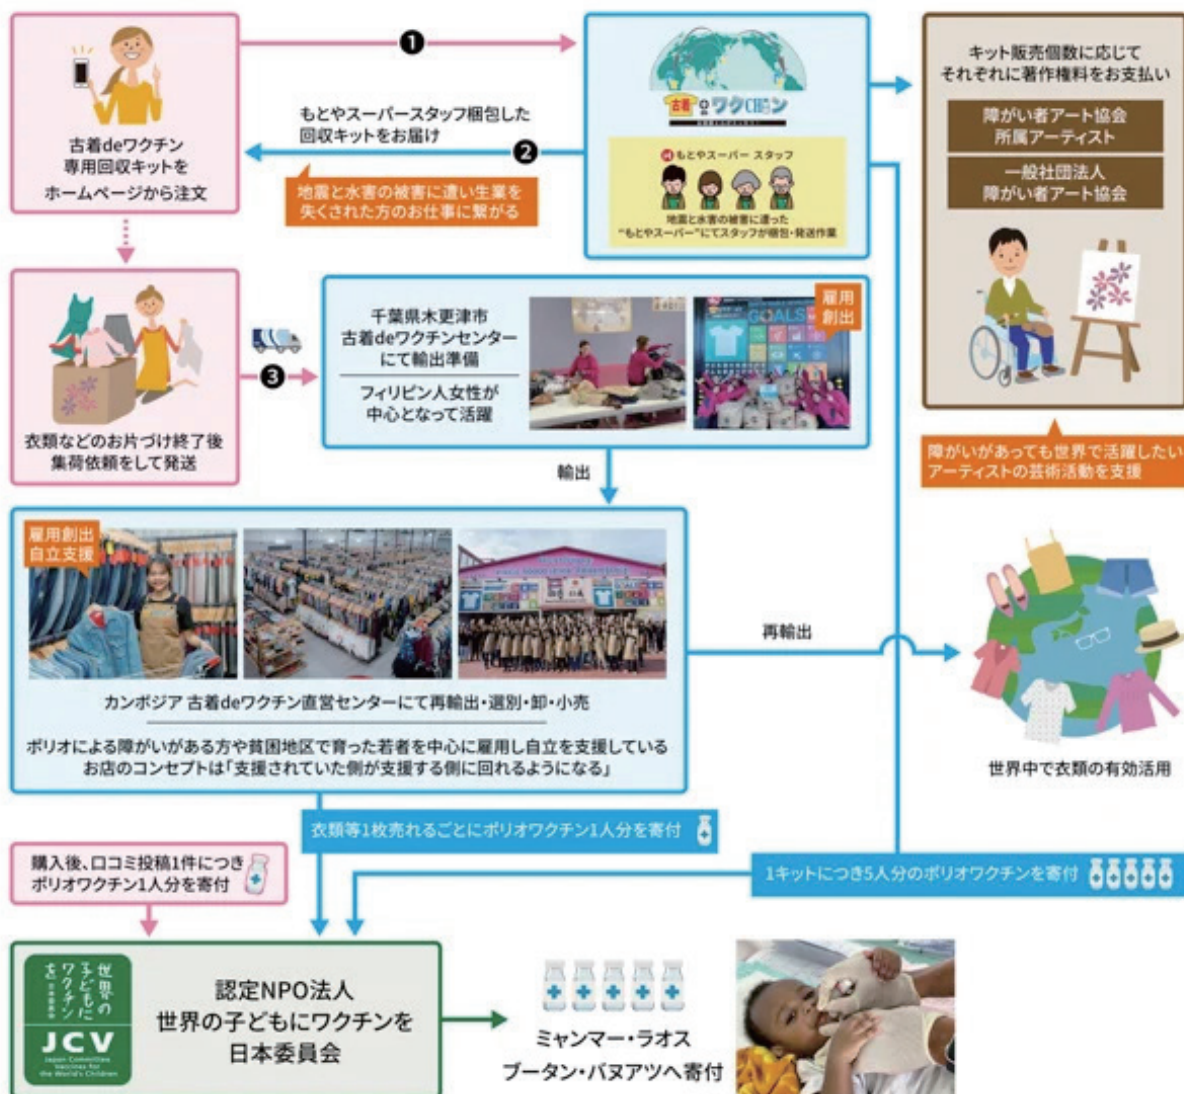 ❶
もとやスーパースタッフ梱包した
回収キットをお届け
❷
地震と水害の被害に遭い生業を
失くされた方のお仕事に繋がる
古着deワクチン
専用回収キットを
ホームページから注文
古着deワクチン
もとやスーパー スタッフ
地震と水害の被害に遭った
“もとやスーパー”にてスタッフが梱包・発送作業
キット販売個数に応じて
それぞれに著作権料をお支払い
障がい者アート協会
所属アーティスト
一般社団法人
障がい者アート協会
障がいがあっても世界で活躍したい
アーティストの芸術活動を支援
衣類などのお片づけ終了後
集荷依頼をして発送
❸
千葉県木更津市
古着deワクチンセンター
にて輸出準備
フィリピン人女性が
中心となって活躍
雇用
創出
GOALS
輸出
雇用創出
自立支援
カンボジア 古着deワクチン直営センターにて再輸出・選別・卸・小売
ポリオによる障がいがある方や貧困地区で育った若者を中心に雇用し自立を支援している
お店のコンセプトは「支援されていた側が支援する側に回れるようになる」
再輸出
世界中で衣類の有効活用
衣類等1枚売れるごとにポリオワクチン1人分を寄付
1キットにつき5人分のポリオワクチンを寄付
購入後、口コミ投稿1件につき
ポリオワクチン1人分を寄付
世界の
子どもに
ワクチンを
日本委員会
JCV
Japan Committee
Vaccines for
the World's Children
認定NPO法人
世界の子どもにワクチンを
日本委員会
ミャンマー・ラオス
ブータン・バヌアツへ寄付